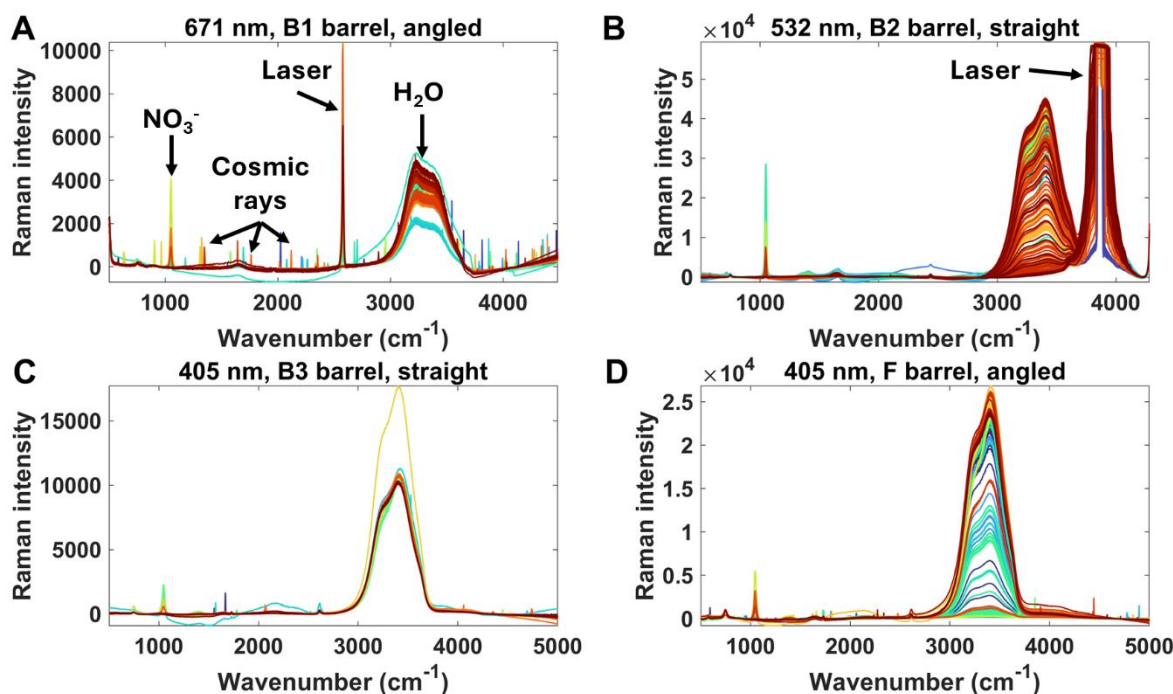 A
671 nm, B1 barrel, angled
10000
8000
6000
4000
2000
0
Raman intensity
NO₃⁻
Cosmic
rays
Laser
H₂O
1000 2000 3000 4000
Wavenumber (cm⁻¹)
B
×10⁴
532 nm, B2 barrel, straight
5
4
3
2
1
0
Raman intensity
Laser
1000 2000 3000 4000
Wavenumber (cm⁻¹)
C
405 nm, B3 barrel, straight
15000
10000
5000
0
Raman intensity
1000 2000 3000 4000 5000
Wavenumber (cm⁻¹)
D
×10⁴
405 nm, F barrel, angled
2.5
2
1.5
1
0.5
0
Raman intensity
1000 2000 3000 4000 5000
Wavenumber (cm⁻¹)